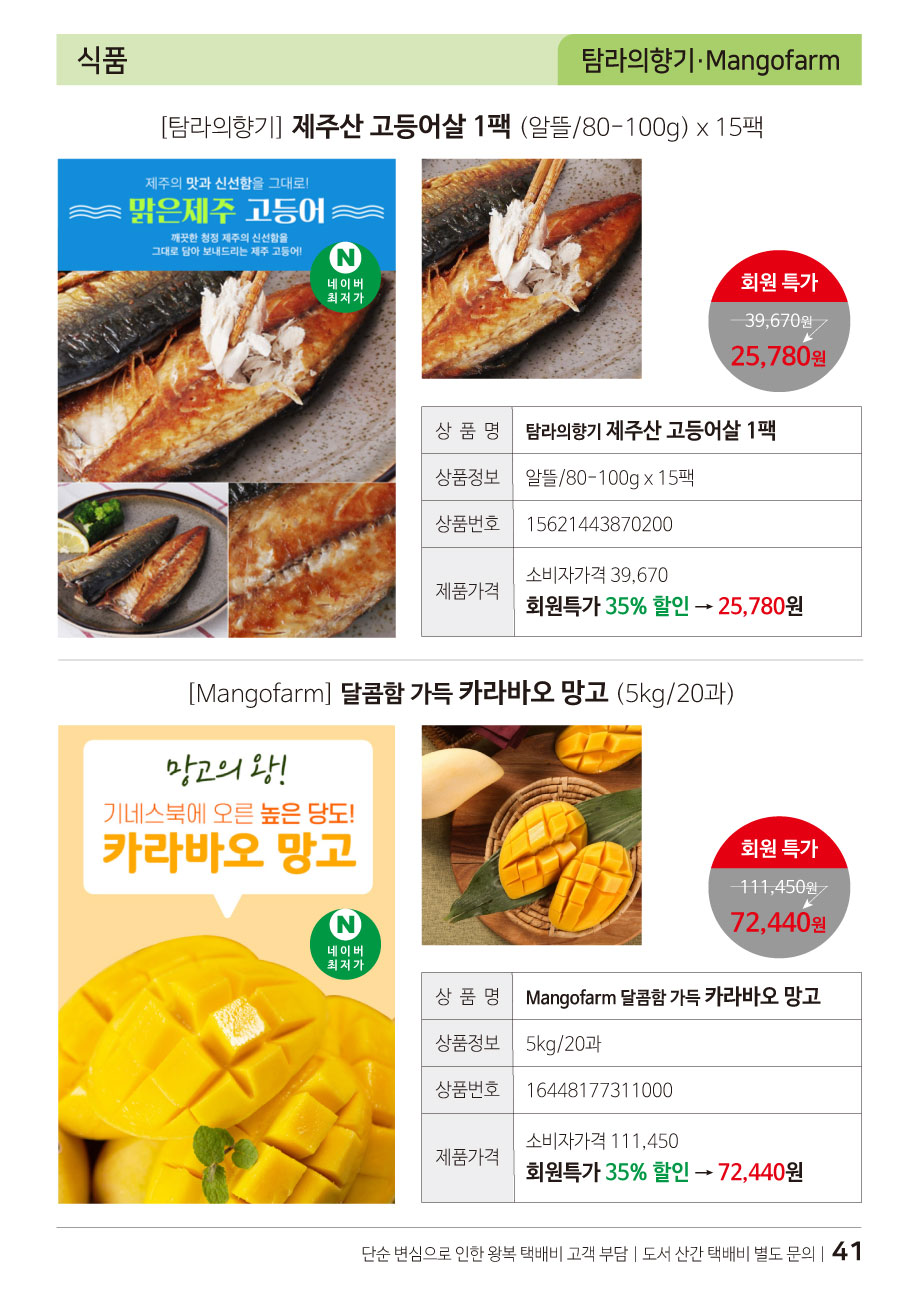 식품
탐라의향기·Mangofarm
[탐라의향기] 제주산 고등어살 1팩 (알뜰/80-100g) x 15팩
제주의 맛과 신선함을 그대로!
맑은제주 고등어
깨끗한 청정 제주의 신선함을
그대로 담아 보내드리는 제주 고등어!
N
네이버
최저가
회원 특가
39,670원
25,780원
상 품 명 탐라의향기 제주산 고등어살 1팩
상품정보 알뜰/80-100g x 15팩
상품번호 15621443870200
제품가격 소비자가격 39,670
회원특가 35% 할인 → 25,780원
[Mangofarm] 달콤함 가득 카라바오 망고 (5kg/20과)
망고의 왕!
기네스북에 오른 높은 당도!
카라바오 망고
N
네이버
최저가
회원 특가
111,450원
72,440원
상 품 명 Mangofarm 달콤함 가득 카라바오 망고
상품정보 5kg/20과
상품번호 16448177311000
제품가격 소비자가격 111,450
회원특가 35% 할인 → 72,440원
단순 변심으로 인한 왕복 택배비 고객 부담 | 도서 산간 택배비 별도 문의 | 41